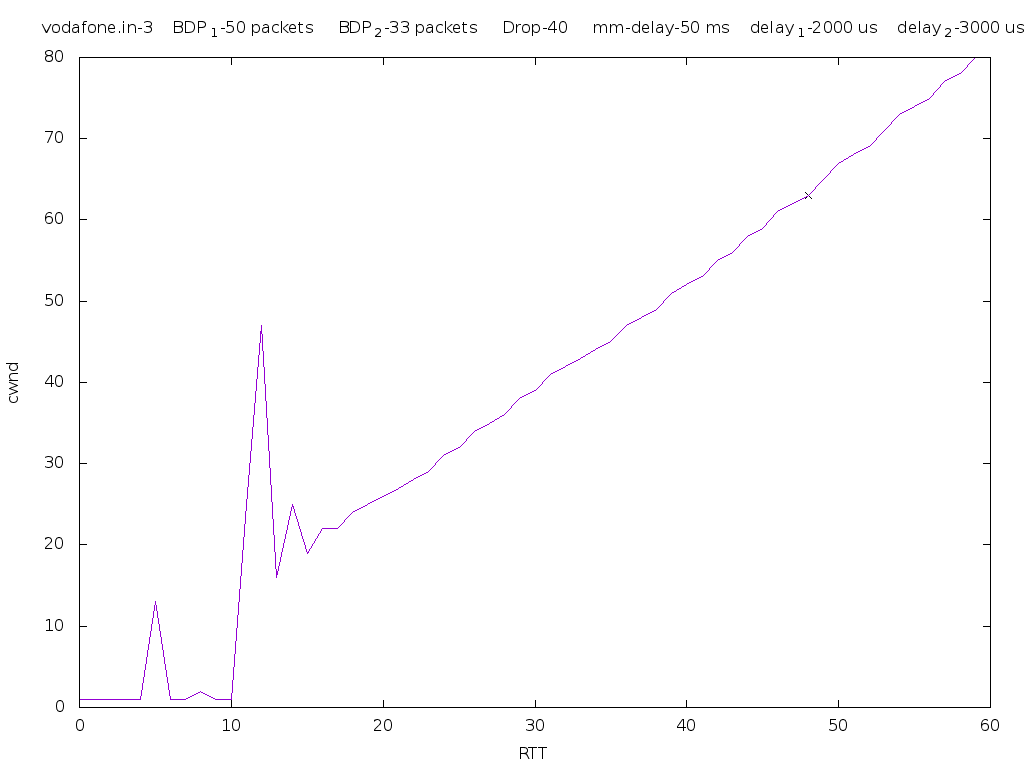 vodafone.in-3 BDP1-50 packets BDP2-33 packets Drop-40 mm-delay-50 ms delay1-2000 us delay2-3000 us
80
70
60
50
40
30
20
10
0
cwnd
0 10 20 30 40 50 60
RTT